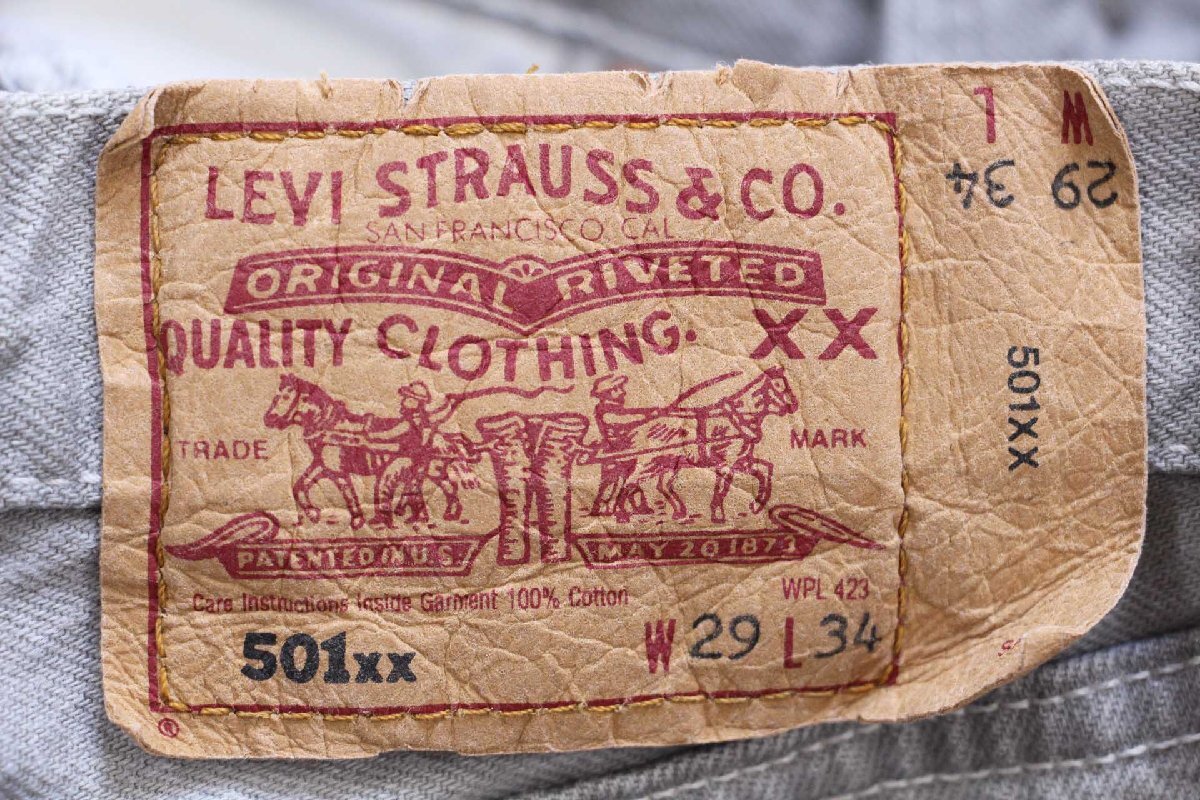 LEVI STRAUSS & CO.
SAN FRANCISCO CAL
ORIGINAL RIVETED
QUALITY CLOTHING. XX
TRADE MARK
PATENTED IN U.S.
MAY 20 1873
Care Instructions Inside Garment 100% Cotton
WPL 423
501xx
W 29 L 34
®
W 29
L 34
501XX